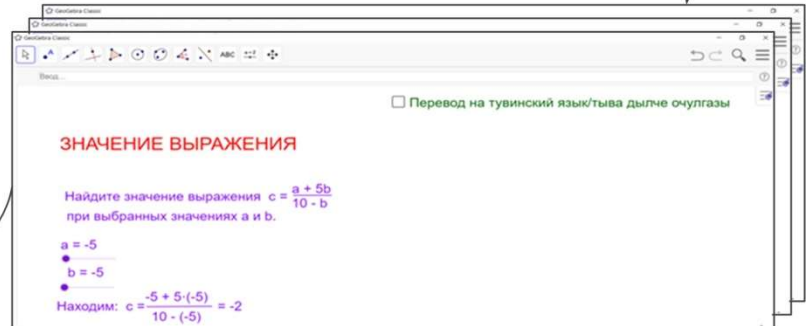 GeoGebra Classic
GeoGebra Classic
GeoGebra Classic
ABC
Ввод...
Перевод на тувинский язык/тыва дылче очулгазы
ЗНАЧЕНИЕ ВЫРАЖЕНИЯ
Найдите значение выражения c = (a + 5b)/(10 - b)
при выбранных значениях a и b.
a = -5
b = -5
Находим: c = (-5 + 5·(-5))/(10 - (-5)) = -2